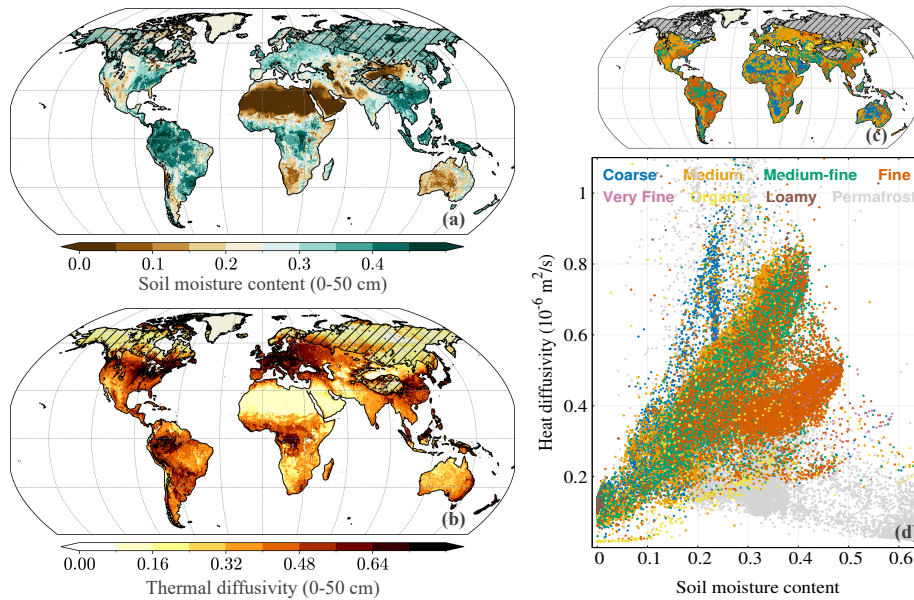 (a)
0.0 0.1 0.2 0.3 0.4
Soil moisture content (0-50 cm)
(b)
0.00 0.16 0.32 0.48 0.64
Thermal diffusivity (0-50 cm)
(c)
Coarse Medium Medium-fine Fine
Very Fine Organic Loamy Permafrost
1
0.8
0.6
0.4
0.2
Heat diffusivity (10⁻⁶ m²/s)
(d)
0 0.1 0.2 0.3 0.4 0.5 0.6
Soil moisture content